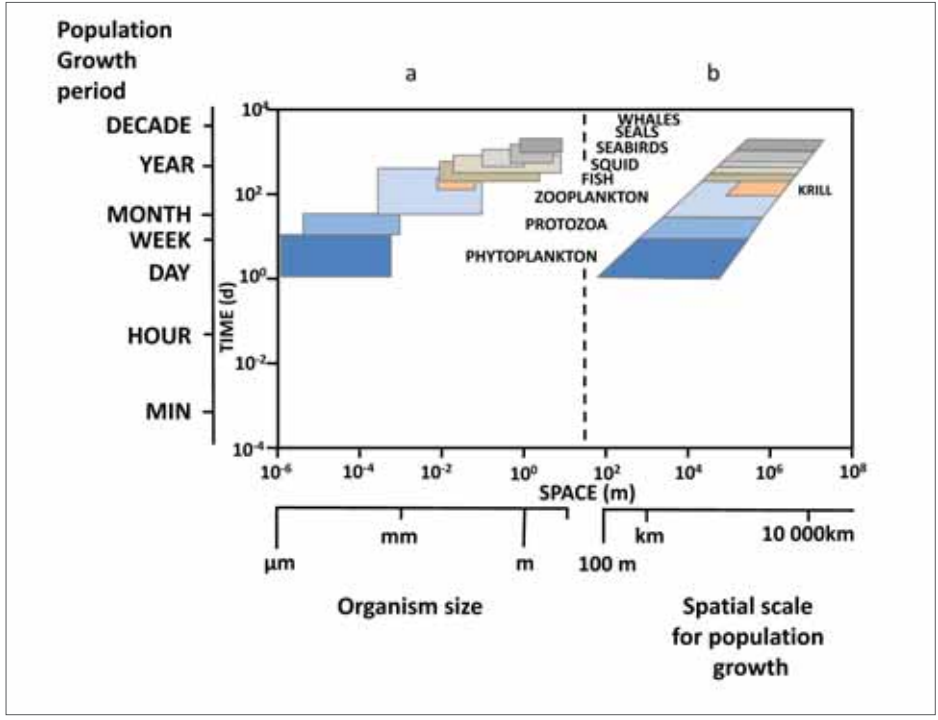 Population
Growth
period
a
b
DECADE
YEAR
MONTH
WEEK
DAY
HOUR
MIN
TIME (d)
10⁴
10²
10⁰
10⁻²
10⁻⁴
WHALES
SEALS
SEABIRDS
SQUID
FISH
ZOOPLANKTON
KRILL
PROTOZOA
PHYTOPLANKTON
10⁻⁶ 10⁻⁴ 10⁻² 10⁰ 10² 10⁴ 10⁶ 10⁸
SPACE (m)
mm km 10 000km
µm m 100 m
Organism size
Spatial scale
for population
growth